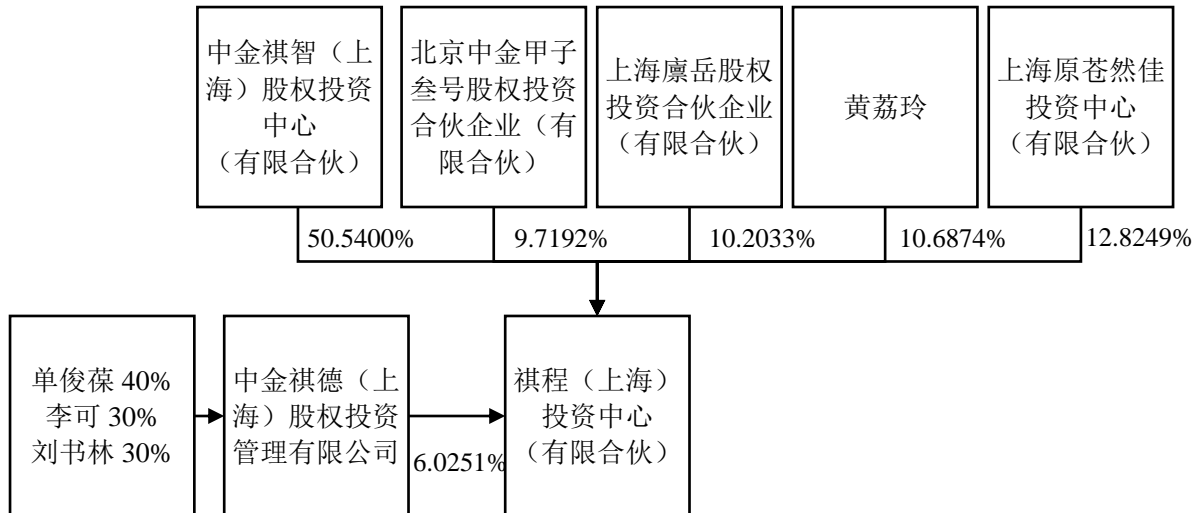 中金祺智（上
海）股权投资
中心
（有限合伙）
北京中金甲子
叁号股权投资
合伙企业（有
限合伙）
上海廪岳股权
投资合伙企业
（有限合伙）
黄荔玲
上海原苍然佳
投资中心
（有限合伙）
50.5400%
9.7192%
10.2033%
10.6874%
12.8249%
单俊葆 40%
李可 30%
刘书林 30%
中金祺德（上
海）股权投资
管理有限公司
6.0251%
祺程（上海）
投资中心
（有限合伙）